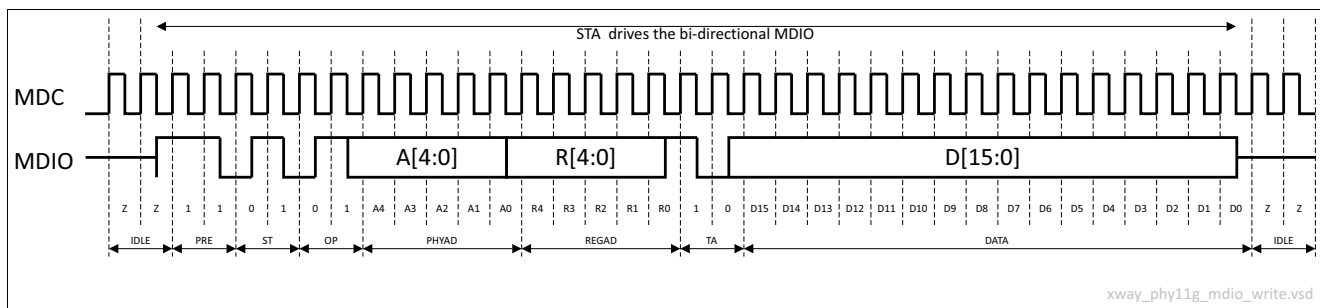 STA drives the bi-directional MDIO
MDC
MDIO A[4:0] R[4:0] D[15:0]
Z Z 1 1 0 1 0 1 A4 A3 A2 A1 A0 R4 R3 R2 R1 R0 1 0 D15 D14 D13 D12 D11 D10 D9 D8 D7 D6 D5 D4 D3 D2 D1 D0 Z Z
IDLE PRE ST OP PHYAD REGAD TA DATA IDLE
xway_phy11g_mdio_write.vsd